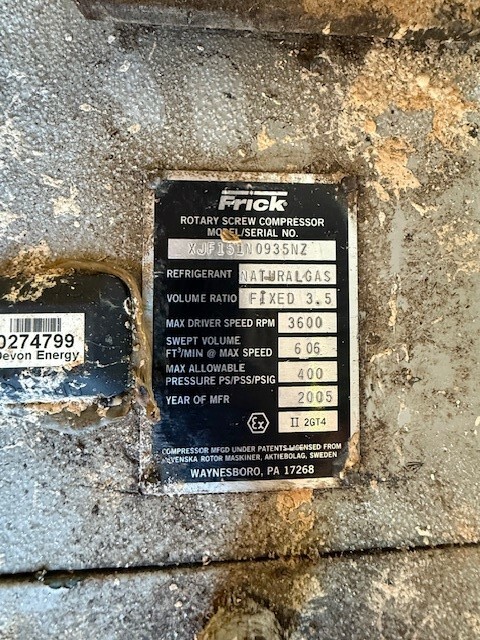 Frick
ROTARY SCREW COMPRESSOR
MODEL/SERIAL NO.
XJF151N0935NZ
REFRIGERANT NATURALGAS
VOLUME RATIO FIXED 3.5
MAX DRIVER SPEED RPM 3600
SWEPT VOLUME
FT³/MIN @ MAX SPEED 606
MAX ALLOWABLE
PRESSURE PS/PSS/PSIG 400
YEAR OF MFR 2005
Ex II 2GT4
COMPRESSOR MFGD UNDER PATENTS LICENSED FROM
SVENSKA ROTOR MASKINER, AKTIEBOLAG, SWEDEN
WAYNESBORO, PA 17268
0274799
Devon Energy